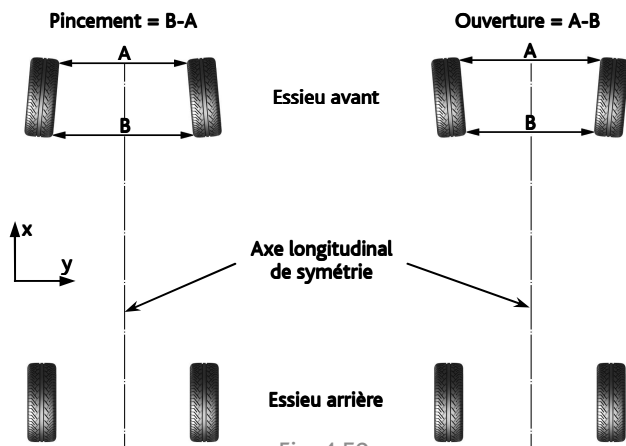 Pincement = B-A
Ouverture = A-B
A
A
Essieu avant
B
B
x
y
Axe longitudinal
de symétrie
Essieu arrière